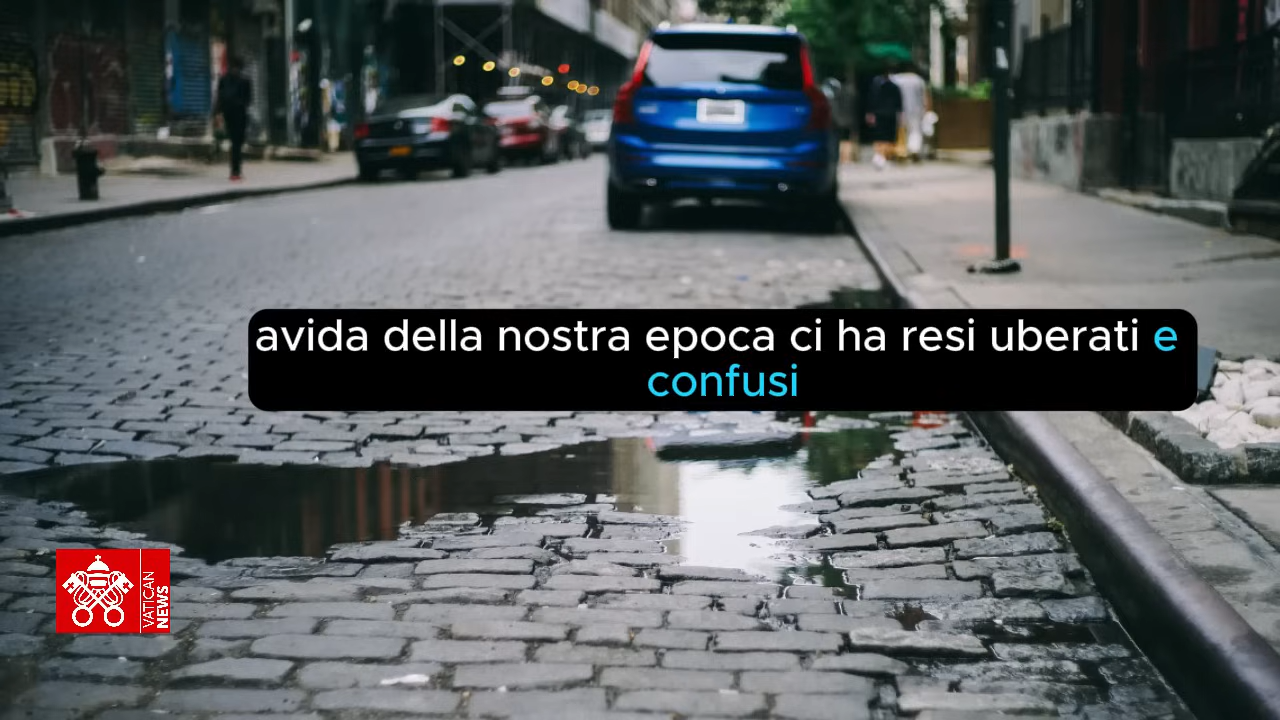 avida della nostra epoca ci ha resi uberati e
confusi
VATICAN
NEWS